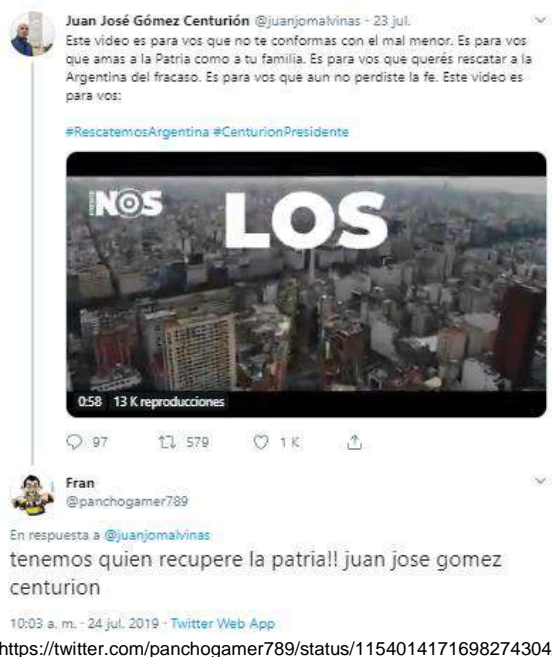 Juan José Gómez Centurión @juanjomalvinas - 23 jul.
Este video es para vos que no te conformas con el mal menor. Es para vos
que amas a la Patria como a tu familia. Es para vos que querés rescatar a la
Argentina del fracaso. Es para vos que aun no perdiste la fe. Este video es
para vos:
#RescatemosArgentina #CenturionPresidente
NOS
LOS
0:58 13 K reproducciones
97 579 1 K
Fran
@panchogamer789
En respuesta a @juanjomalvinas
tenemos quien recupere la patria!! juan jose gomez
centurion
10:03 a. m. · 24 jul. 2019 · Twitter Web App
https://twitter.com/panchogamer789/status/1154014171698274304